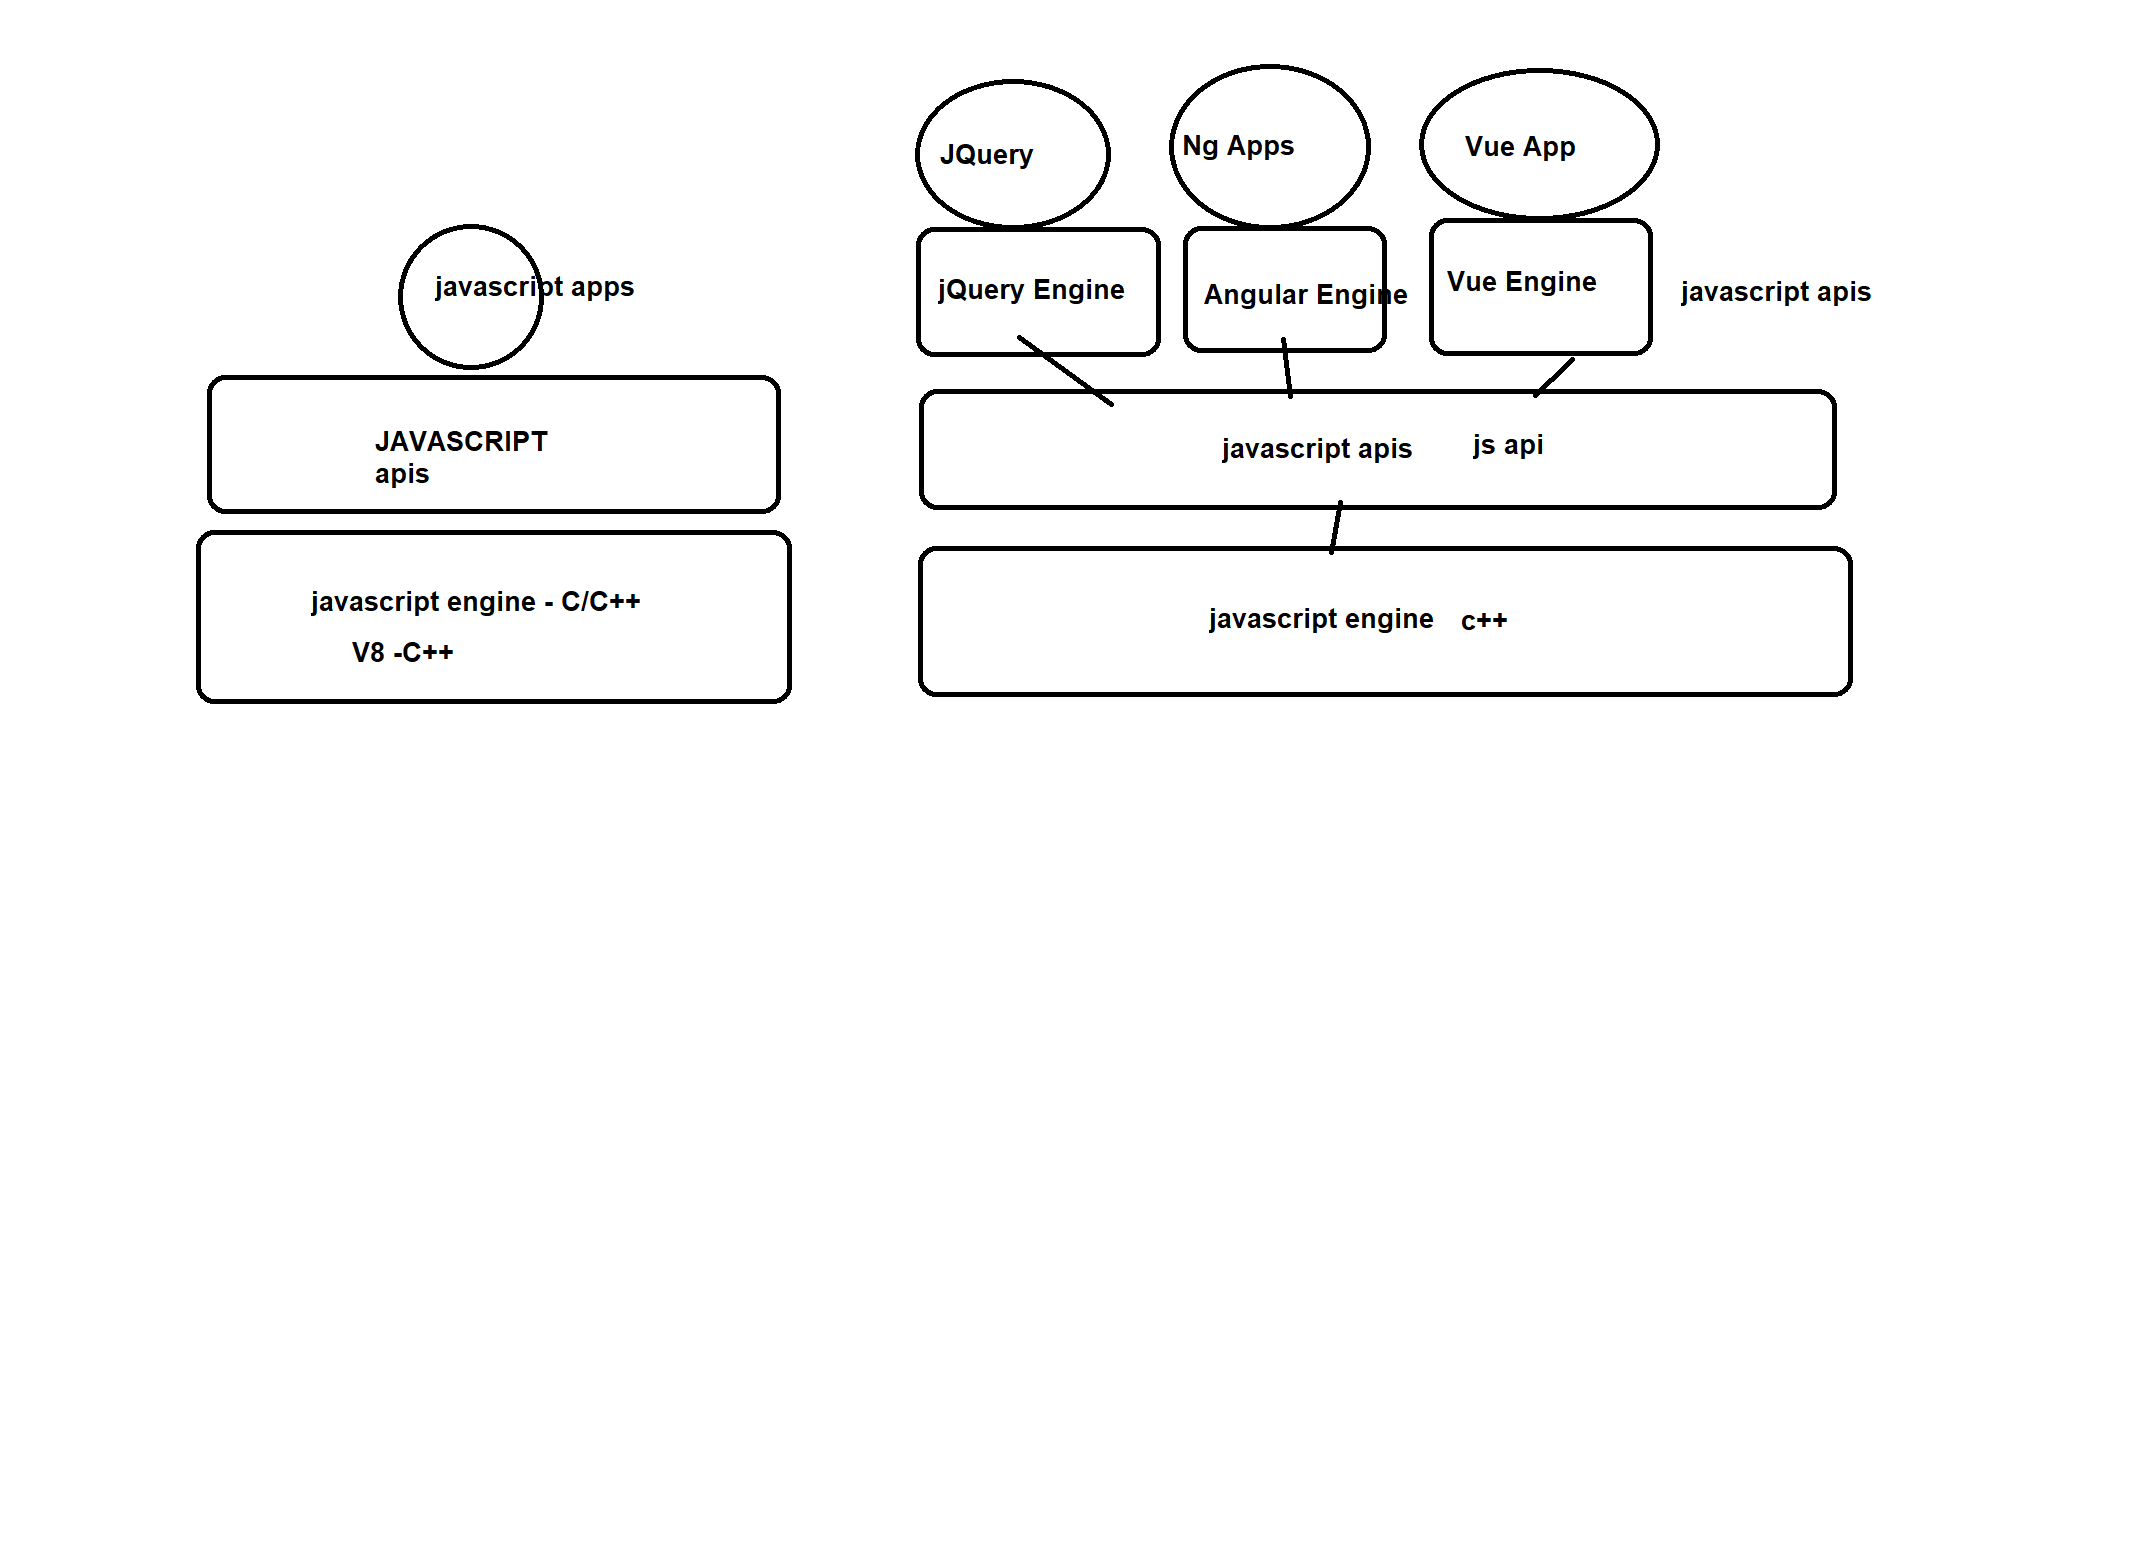 javascript apps
JAVASCRIPT
apis
javascript engine - C/C++
V8 -C++
JQuery
Ng Apps
Vue App
jQuery Engine
Angular Engine
Vue Engine
javascript apis
javascript apis
js api
javascript engine
c++